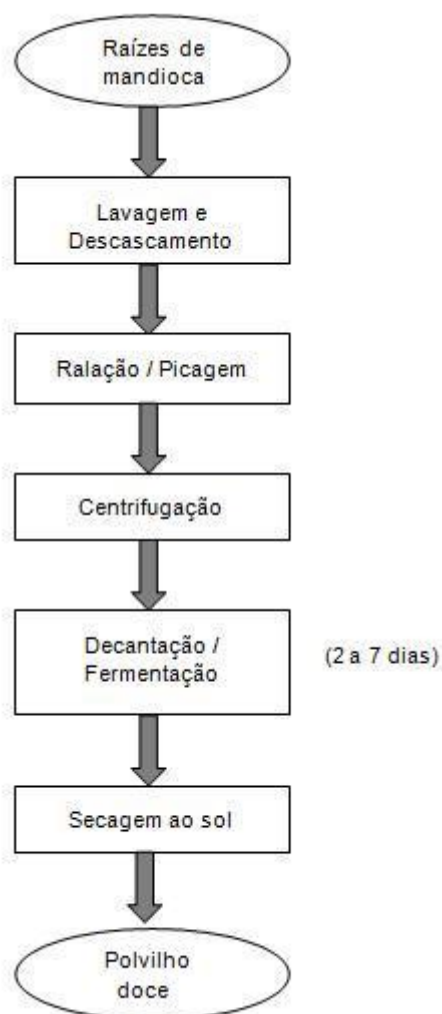 Raízes de
mandioca
Lavagem e
Descascamento
Ralação / Picagem
Centrifugação
Decantação /
Fermentação
(2 a 7 dias)
Secagem ao sol
Polvilho
doce